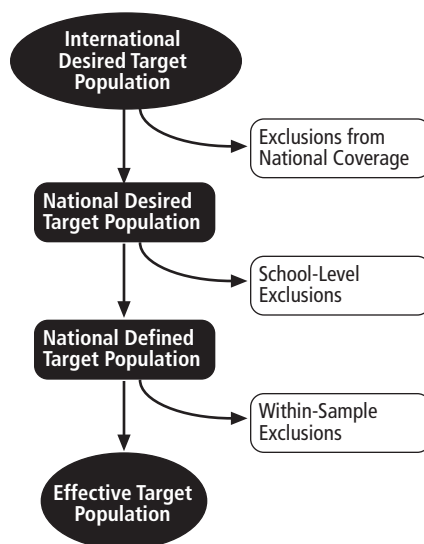 International
Desired Target
Population
Exclusions from
National Coverage
National Desired
Target Population
School-Level
Exclusions
National Defined
Target Population
Within-Sample
Exclusions
Effective Target
Population